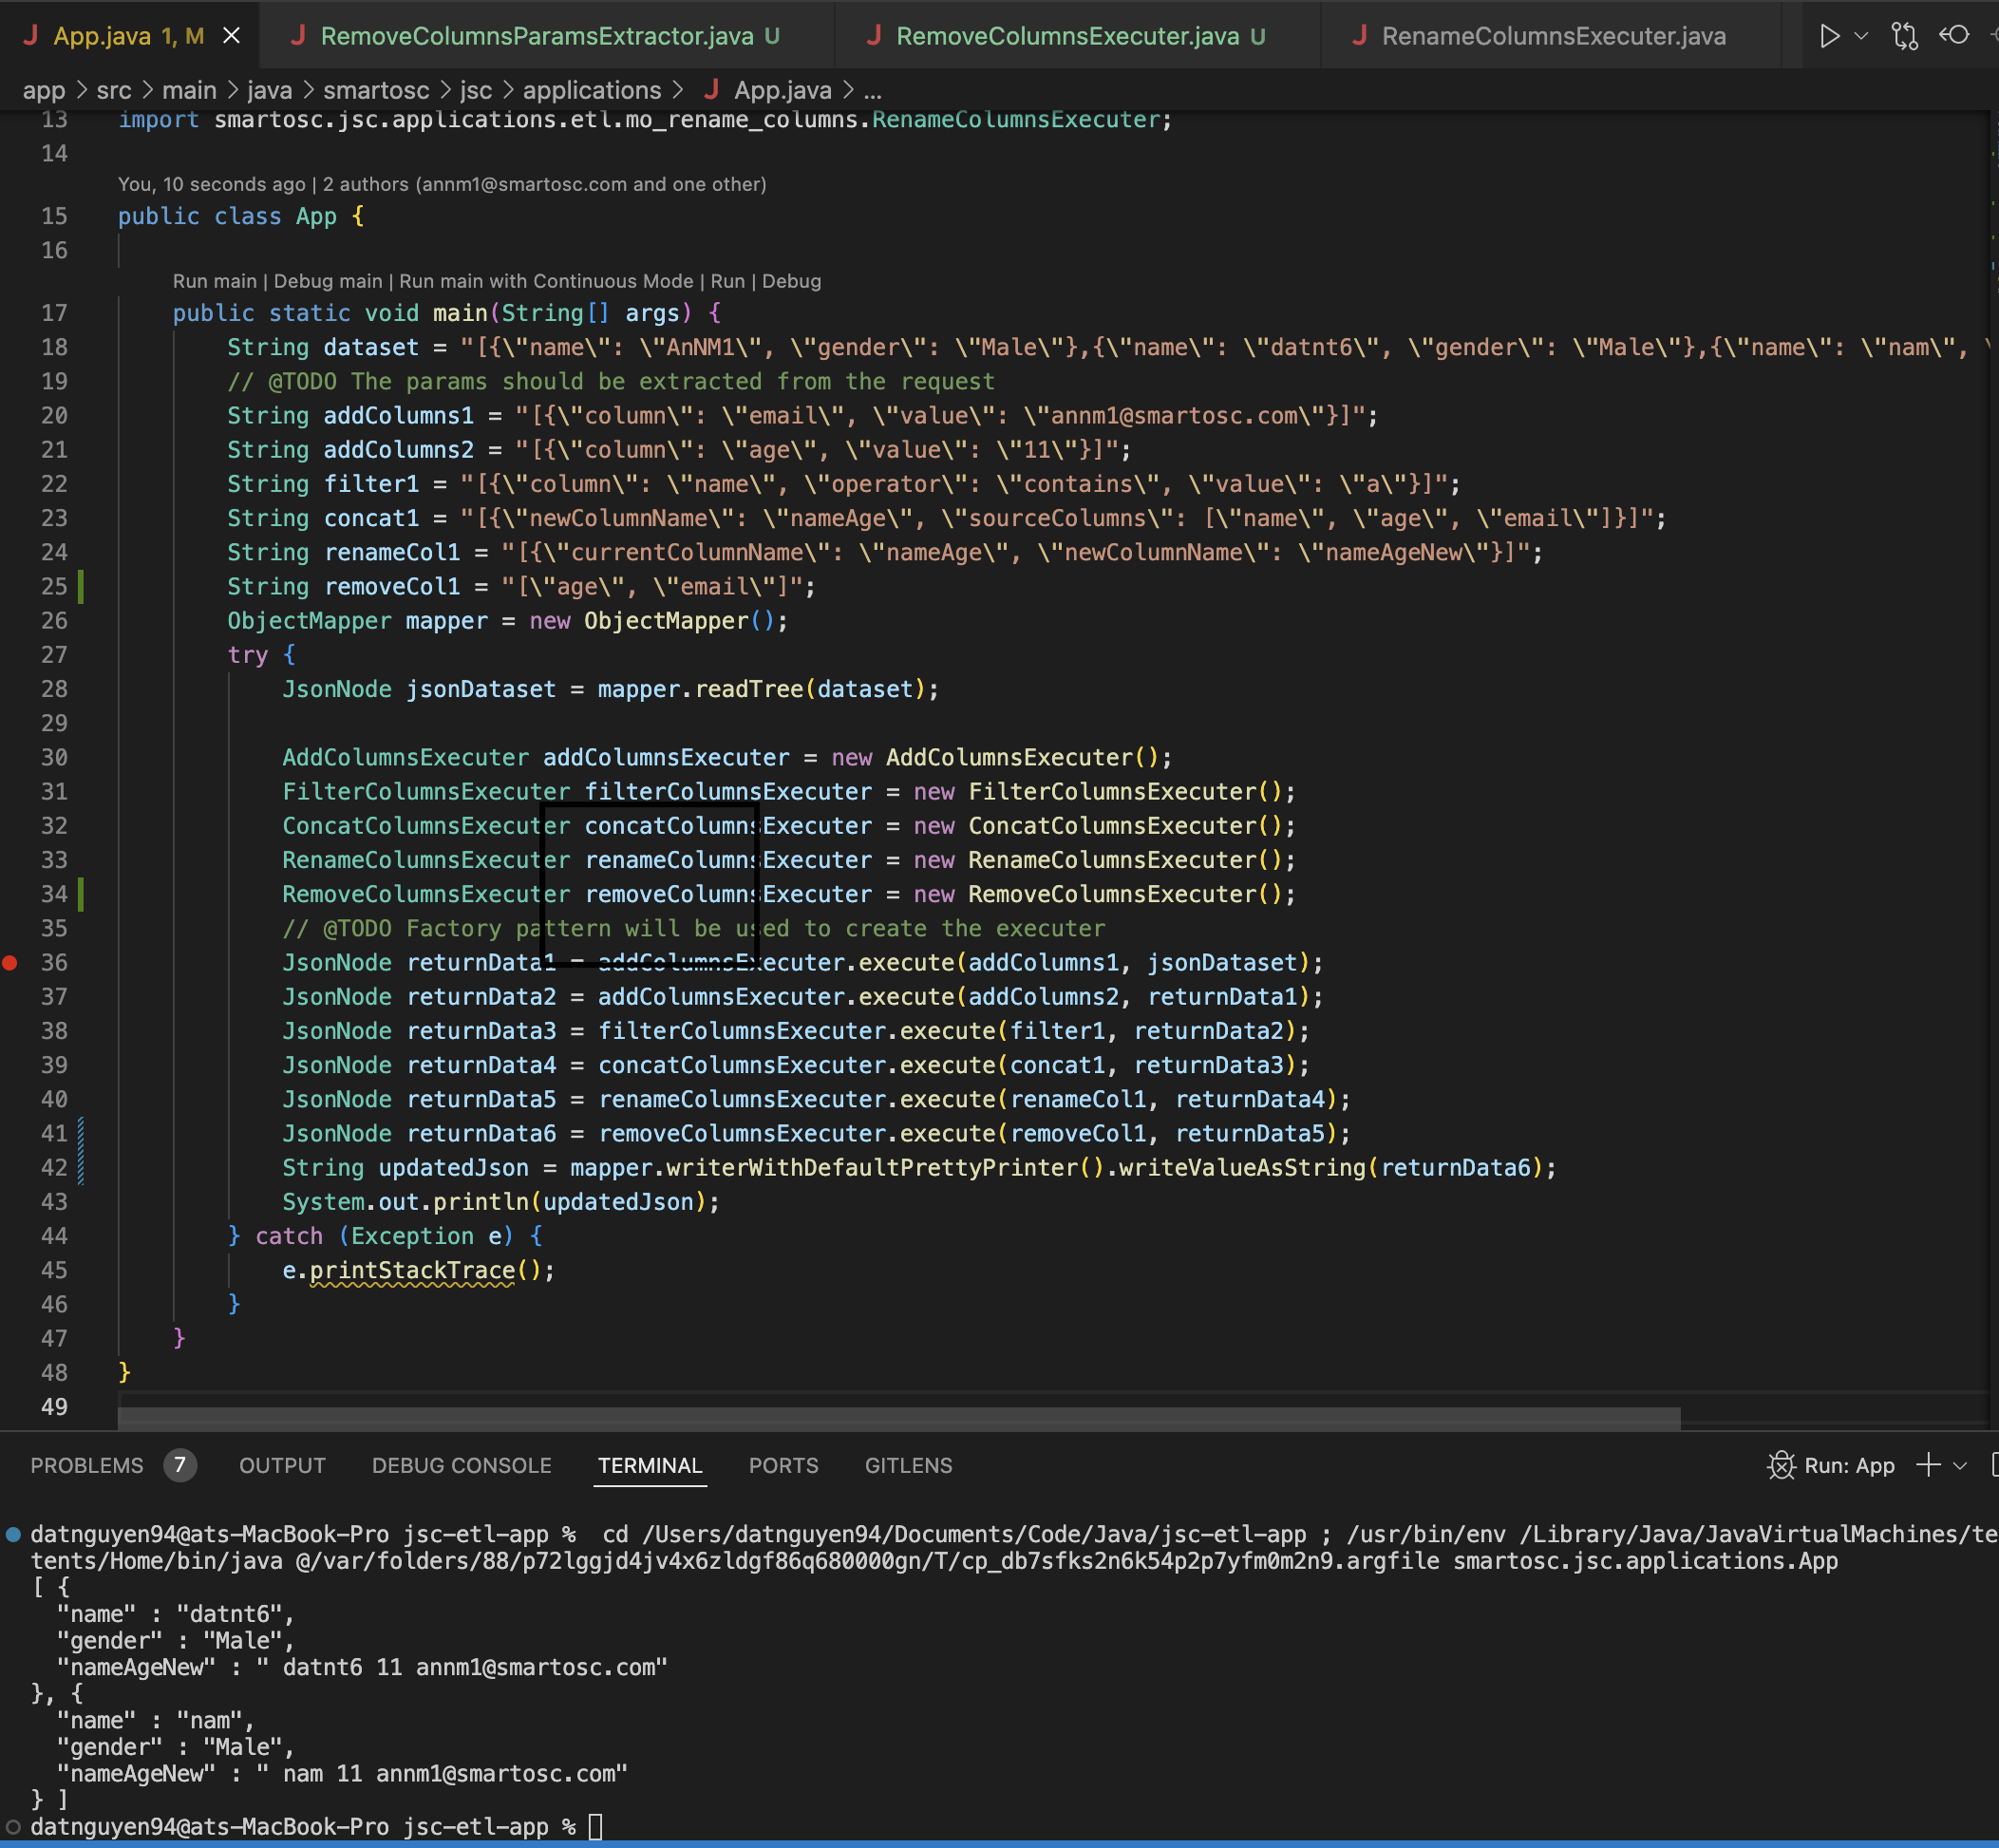 App.java 1, M
RemoveColumnsParamsExtractor.java U
RemoveColumnsExecuter.java U
RenameColumnsExecuter.java
app > src > main > java > smartosc > jsc > applications > App.java > ...
13 import smartosc.jsc.applications.etl.mo_rename_columns.RenameColumnsExecuter;
14
You, 10 seconds ago | 2 authors (annm1@smartosc.com and one other)
15 public class App {
16
Run main | Debug main | Run main with Continuous Mode | Run | Debug
17 public static void main(String[] args) {
18 String dataset = "[{\"name\": \"AnNM1\", \"gender\": \"Male\"},{\"name\": \"datnt6\", \"gender\": \"Male\"},{\"name\": \"nam\", \
19 // @TODO The params should be extracted from the request
20 String addColumns1 = "[{\"column\": \"email\", \"value\": \"annm1@smartosc.com\"}]";
21 String addColumns2 = "[{\"column\": \"age\", \"value\": \"11\"}]";
22 String filter1 = "[{\"column\": \"name\", \"operator\": \"contains\", \"value\": \"a\"}]";
23 String concat1 = "[{\"newColumnName\": \"nameAge\", \"sourceColumns\": [\"name\", \"age\", \"email\"]}]";
24 String renameCol1 = "[{\"currentColumnName\": \"nameAge\", \"newColumnName\": \"nameAgeNew\"}]";
25 String removeCol1 = "[\"age\", \"email\"]";
26 ObjectMapper mapper = new ObjectMapper();
27 try {
28 JsonNode jsonDataset = mapper.readTree(dataset);
29
30 AddColumnsExecuter addColumnsExecuter = new AddColumnsExecuter();
31 FilterColumnsExecuter filterColumnsExecuter = new FilterColumnsExecuter();
32 ConcatColumnsExecuter concatColumnsExecuter = new ConcatColumnsExecuter();
33 RenameColumnsExecuter renameColumnsExecuter = new RenameColumnsExecuter();
34 RemoveColumnsExecuter removeColumnsExecuter = new RemoveColumnsExecuter();
35 // @TODO Factory pattern will be used to create the executer
36 JsonNode returnData1 = addColumnsExecuter.execute(addColumns1, jsonDataset);
37 JsonNode returnData2 = addColumnsExecuter.execute(addColumns2, returnData1);
38 JsonNode returnData3 = filterColumnsExecuter.execute(filter1, returnData2);
39 JsonNode returnData4 = concatColumnsExecuter.execute(concat1, returnData3);
40 JsonNode returnData5 = renameColumnsExecuter.execute(renameCol1, returnData4);
41 JsonNode returnData6 = removeColumnsExecuter.execute(removeCol1, returnData5);
42 String updatedJson = mapper.writerWithDefaultPrettyPrinter().writeValueAsString(returnData6);
43 System.out.println(updatedJson);
44 } catch (Exception e) {
45 e.printStackTrace();
46 }
47 }
48 }
49
PROBLEMS 7 OUTPUT DEBUG CONSOLE TERMINAL PORTS GITLENS Run: App
datnguyen94@ats-MacBook-Pro jsc-etl-app % cd /Users/datnguyen94/Documents/Code/Java/jsc-etl-app ; /usr/bin/env /Library/Java/JavaVirtualMachines/te
tents/Home/bin/java @/var/folders/88/p72lggjd4jv4x6zldgf86q680000gn/T/cp_db7sfks2n6k54p2p7yfm0m2n9.argfile smartosc.jsc.applications.App
[ {
"name" : "datnt6",
"gender" : "Male",
"nameAgeNew" : " datnt6 11 annm1@smartosc.com"
}, {
"name" : "nam",
"gender" : "Male",
"nameAgeNew" : " nam 11 annm1@smartosc.com"
} ]
datnguyen94@ats-MacBook-Pro jsc-etl-app %